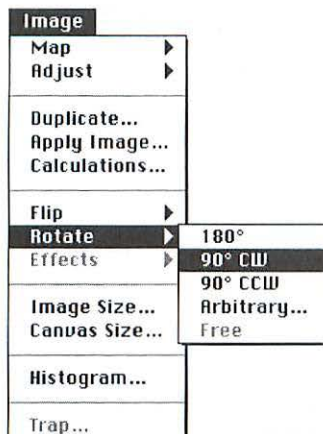 Image
Map
Adjust
Duplicate...
Apply Image...
Calculations...
Flip
Rotate
Effects
180°
90° CW
90° CCW
Arbitrary...
Free
Image Size...
Canvas Size...
Histogram...
Trap...